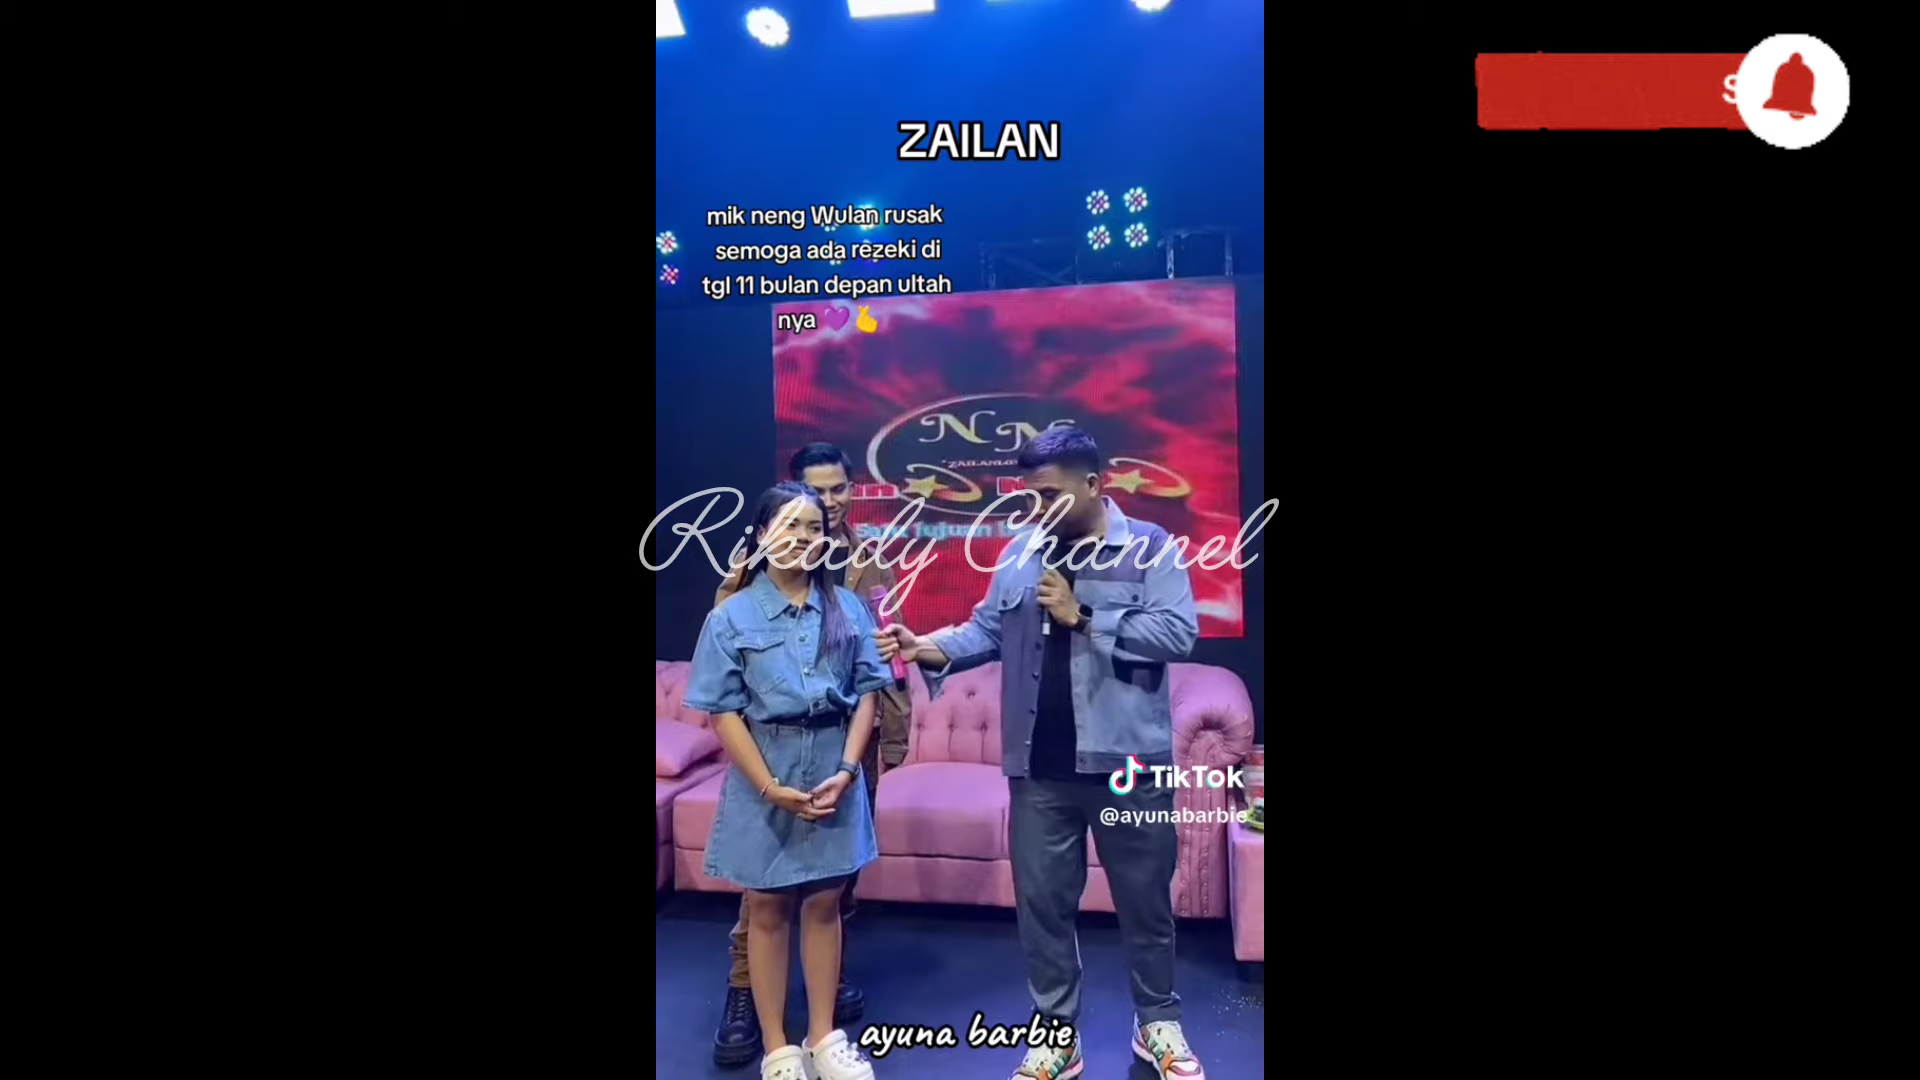 ZAILAN
mik neng Wulan rusak
semoga ada rezeki di
tgl 11 bulan depan ultah
nya 💜🫰
N N
Rikady Channel
TikTok
@ayunabarbie
ayuna barbie